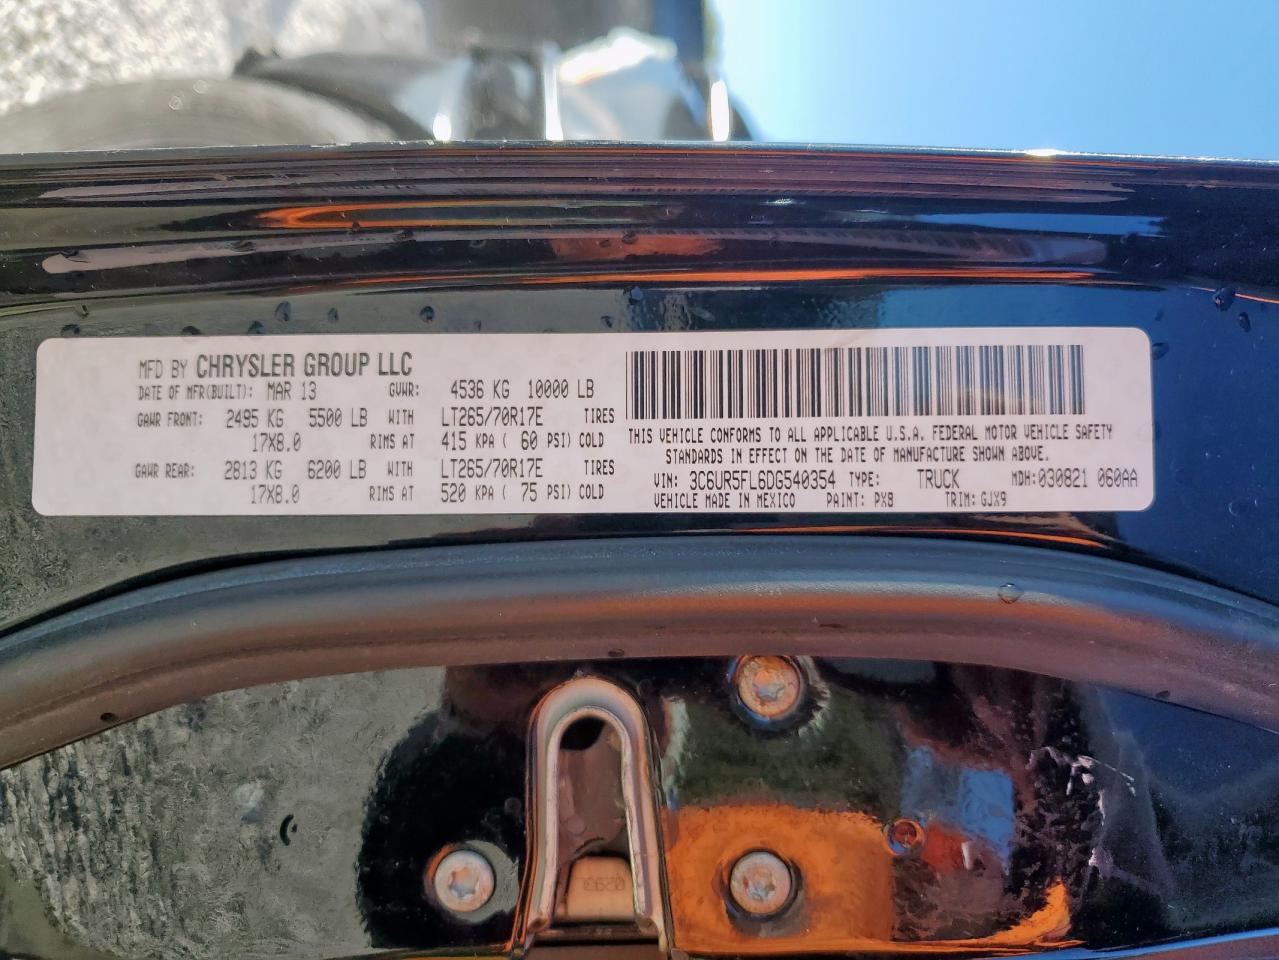 MFD BY CHRYSLER GROUP LLC
DATE OF MFR(BUILT): MAR 13 GVWR: 4536 KG 10000 LB
GAWR FRONT: 2495 KG 5500 LB WITH LT265/70R17E TIRES
17X8.0 RIMS AT 415 KPA ( 60 PSI) COLD
GAWR REAR: 2813 KG 6200 LB WITH LT265/70R17E TIRES
17X8.0 RIMS AT 520 KPA ( 75 PSI) COLD
THIS VEHICLE CONFORMS TO ALL APPLICABLE U.S.A. FEDERAL MOTOR VEHICLE SAFETY
STANDARDS IN EFFECT ON THE DATE OF MANUFACTURE SHOWN ABOVE.
VIN: 3C6UR5FL6DG540354 TYPE: TRUCK MDH: 030821 060AA
VEHICLE MADE IN MEXICO PAINT: PX8 TRIM: GJX9